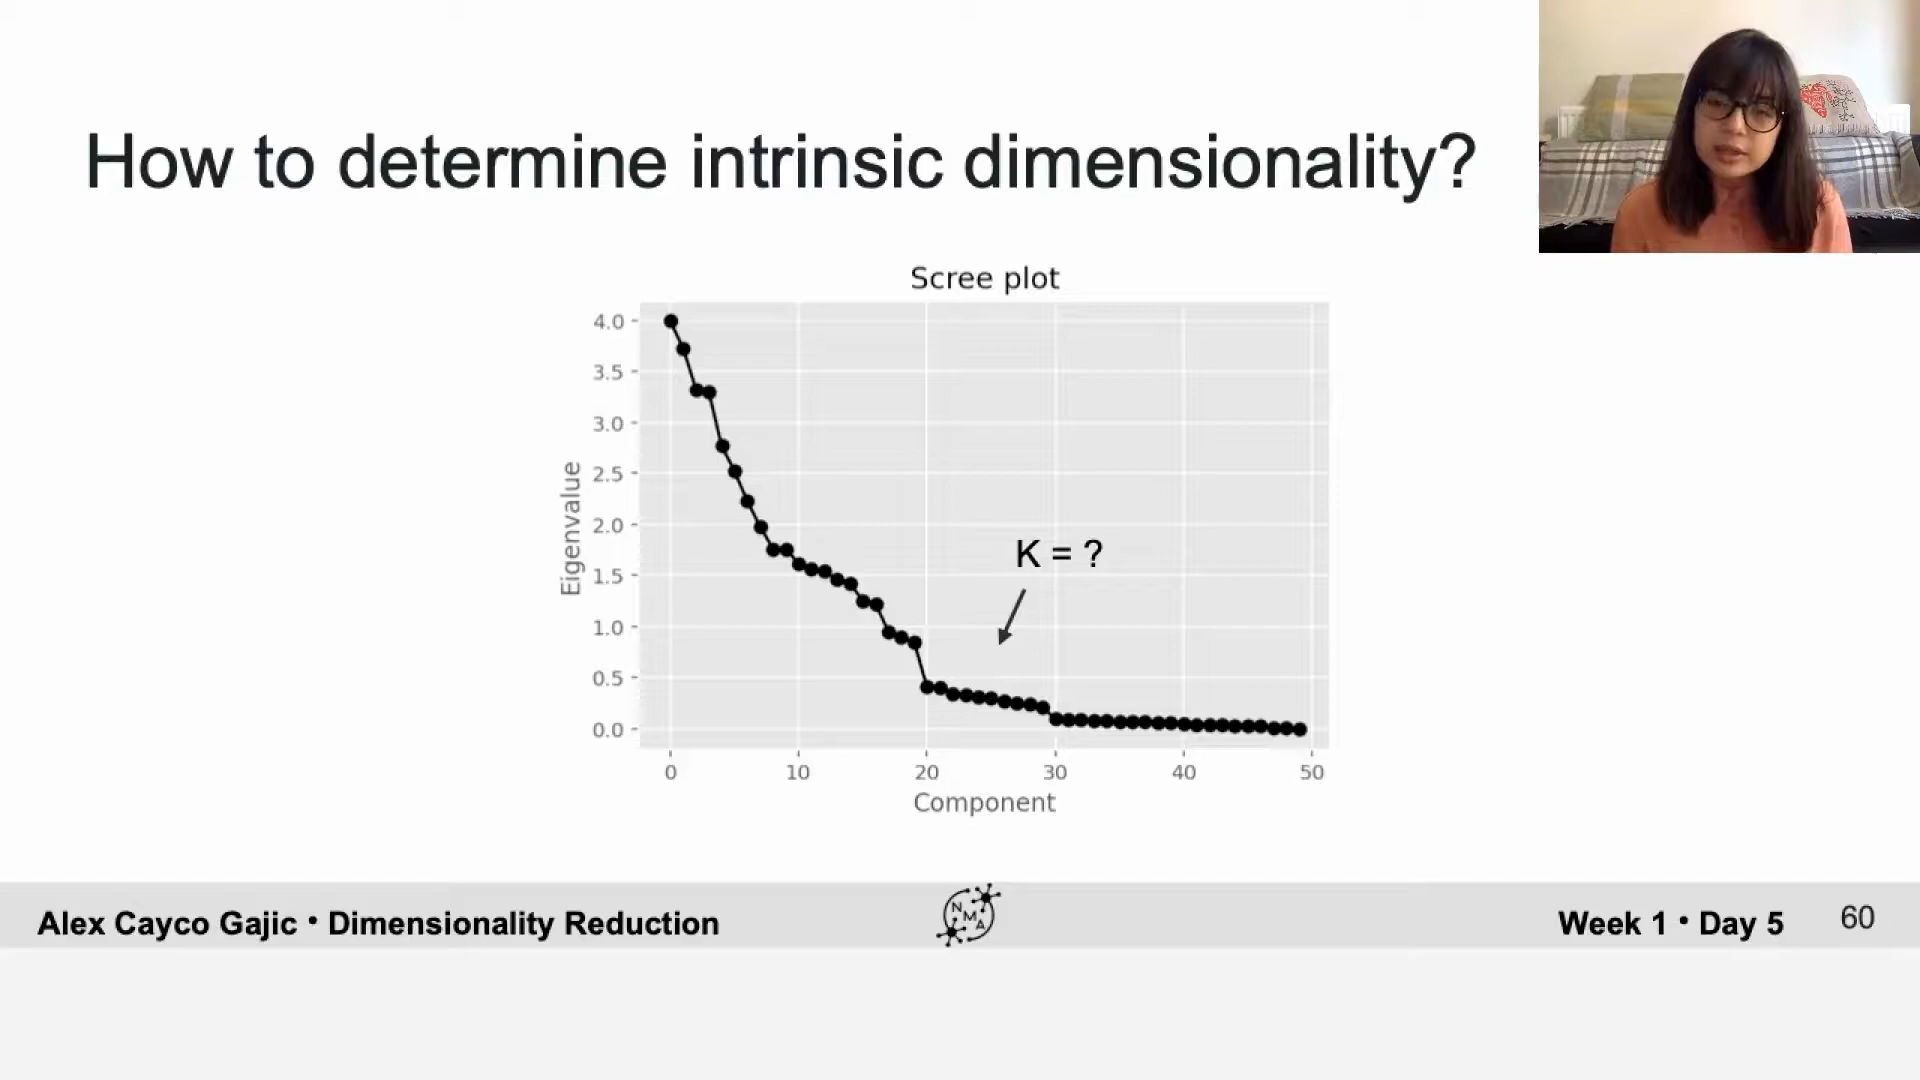 How to determine intrinsic dimensionality?
Scree plot
4.0
3.5
3.0
2.5
2.0
1.5
1.0
0.5
0.0
Eigenvalue
K = ?
0 10 20 30 40 50
Component
Alex Cayco Gajic • Dimensionality Reduction
N
M
A
Week 1 • Day 5 60